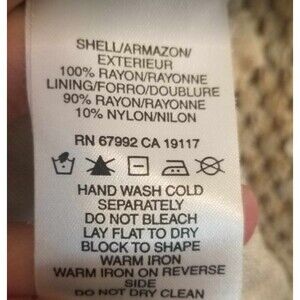 SHELL/ARMAZON/
EXTERIEUR
100% RAYON/RAYONNE
LINING/FORRO/DOUBLURE
90% RAYON/RAYONNE
10% NYLON/NILON
RN 67992 CA 19117
HAND WASH COLD
SEPARATELY
DO NOT BLEACH
LAY FLAT TO DRY
BLOCK TO SHAPE
WARM IRON
WARM IRON ON REVERSE
SIDE
DO NOT DRY CLEAN